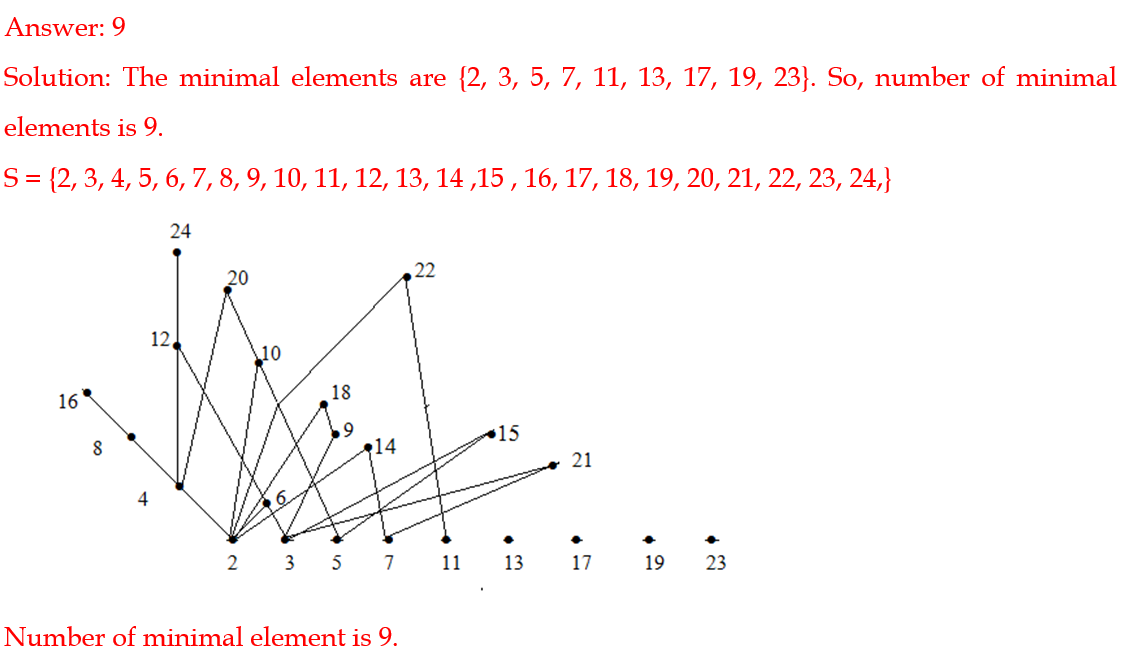 Answer: 9
Solution: The minimal elements are {2, 3, 5, 7, 11, 13, 17, 19, 23}. So, number of minimal
elements is 9.
S = {2, 3, 4, 5, 6, 7, 8, 9, 10, 11, 12, 13, 14 ,15 , 16, 17, 18, 19, 20, 21, 22, 23, 24,}
24
20
22
12
10
16
18
9
8
14
15
21
4
6
2 3 5 7 11 13 17 19 23
Number of minimal element is 9.